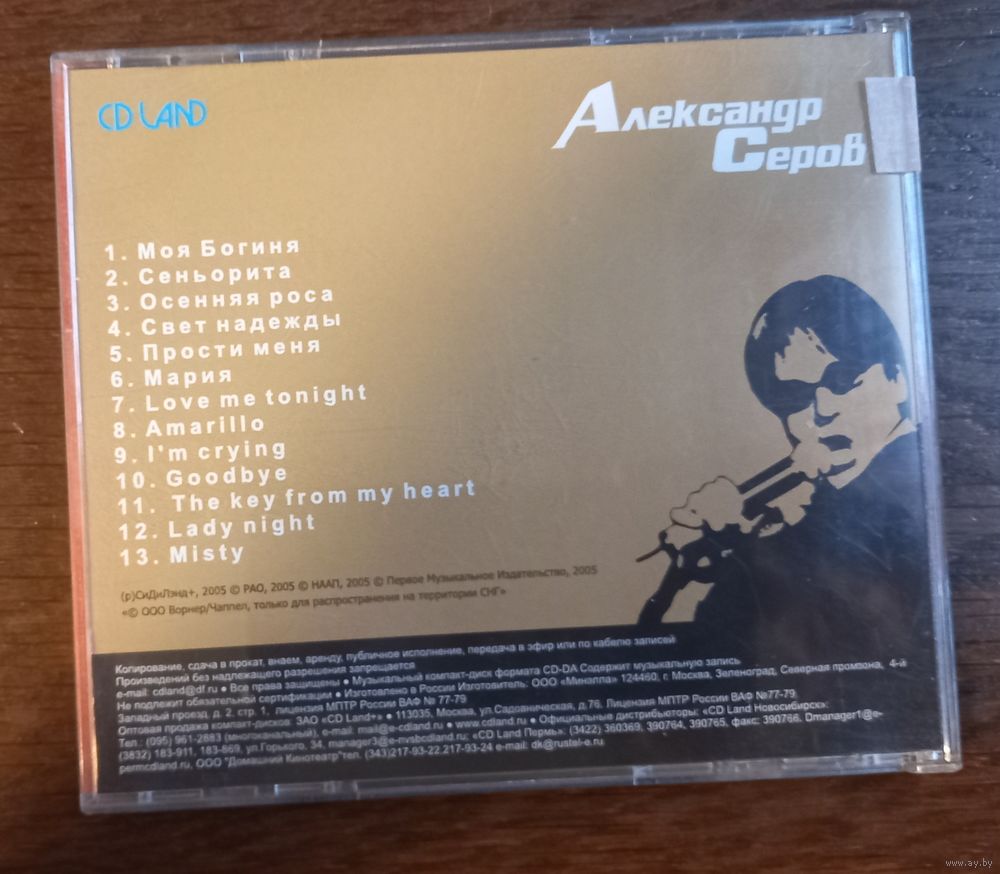 CD LAND
Александр
Серов
1. Моя Богиня
2. Сеньорита
3. Осенняя роса
4. Свет надежды
5. Прости меня
6. Мария
7. Love me tonight
8. Amarillo
9. I'm crying
10. Goodbye
11. The key from my heart
12. Lady night
13. Misty
(p)СиДиЛэнд+, 2005 © РАО, 2005 © НААП, 2005 © Первое Музыкальное Издательство, 2005
«© ООО Ворнер/Чаппел, только для распространения на территории СНГ»
Копирование, сдача в прокат, внаем, аренду, публичное исполнение, передача в эфир или по кабелю записей
Произведений без надлежащего разрешения запрещается
e-mail: cdland@df.ru ● Все права защищены ● Музыкальный компакт-диск формата CD-DA Содержит музыкальную запись
Не подлежит обязательной сертификации ● Изготовлено в России Изготовитель: ООО «Минэлла» 124460, г. Москва, Зеленоград, Северная промзона, 4-й
Западный проезд, д. 2, стр. 1, лицензия МПТР России ВАФ № 77-79
Оптовая продажа компакт-дисков: ЗАО «CD Land+» ● 113035, Москва, ул.Садовническая, д.76. Лицензия МПТР России ВАФ №77-79
Тел.: (095) 961-2683 (многоканальный), e-mail: mail@e-cdland.ru ● www.cdland.ru ● Официальные дистрибьюторы: «CD Land Новосибирск»:
(3832) 183-911, 183-869, ул.Горького, 34, manager3@e-nvsbcdland.ru; «CD Land Пермь»: (3422) 360369, 390764, 390765, факс: 390766, Dmanager1@e-
permcdland.ru, ООО "Домашний Кинотеатр"тел. (343)217-93-22,217-93-24 e-mail: dk@rustel-e.ru
www.ay.by